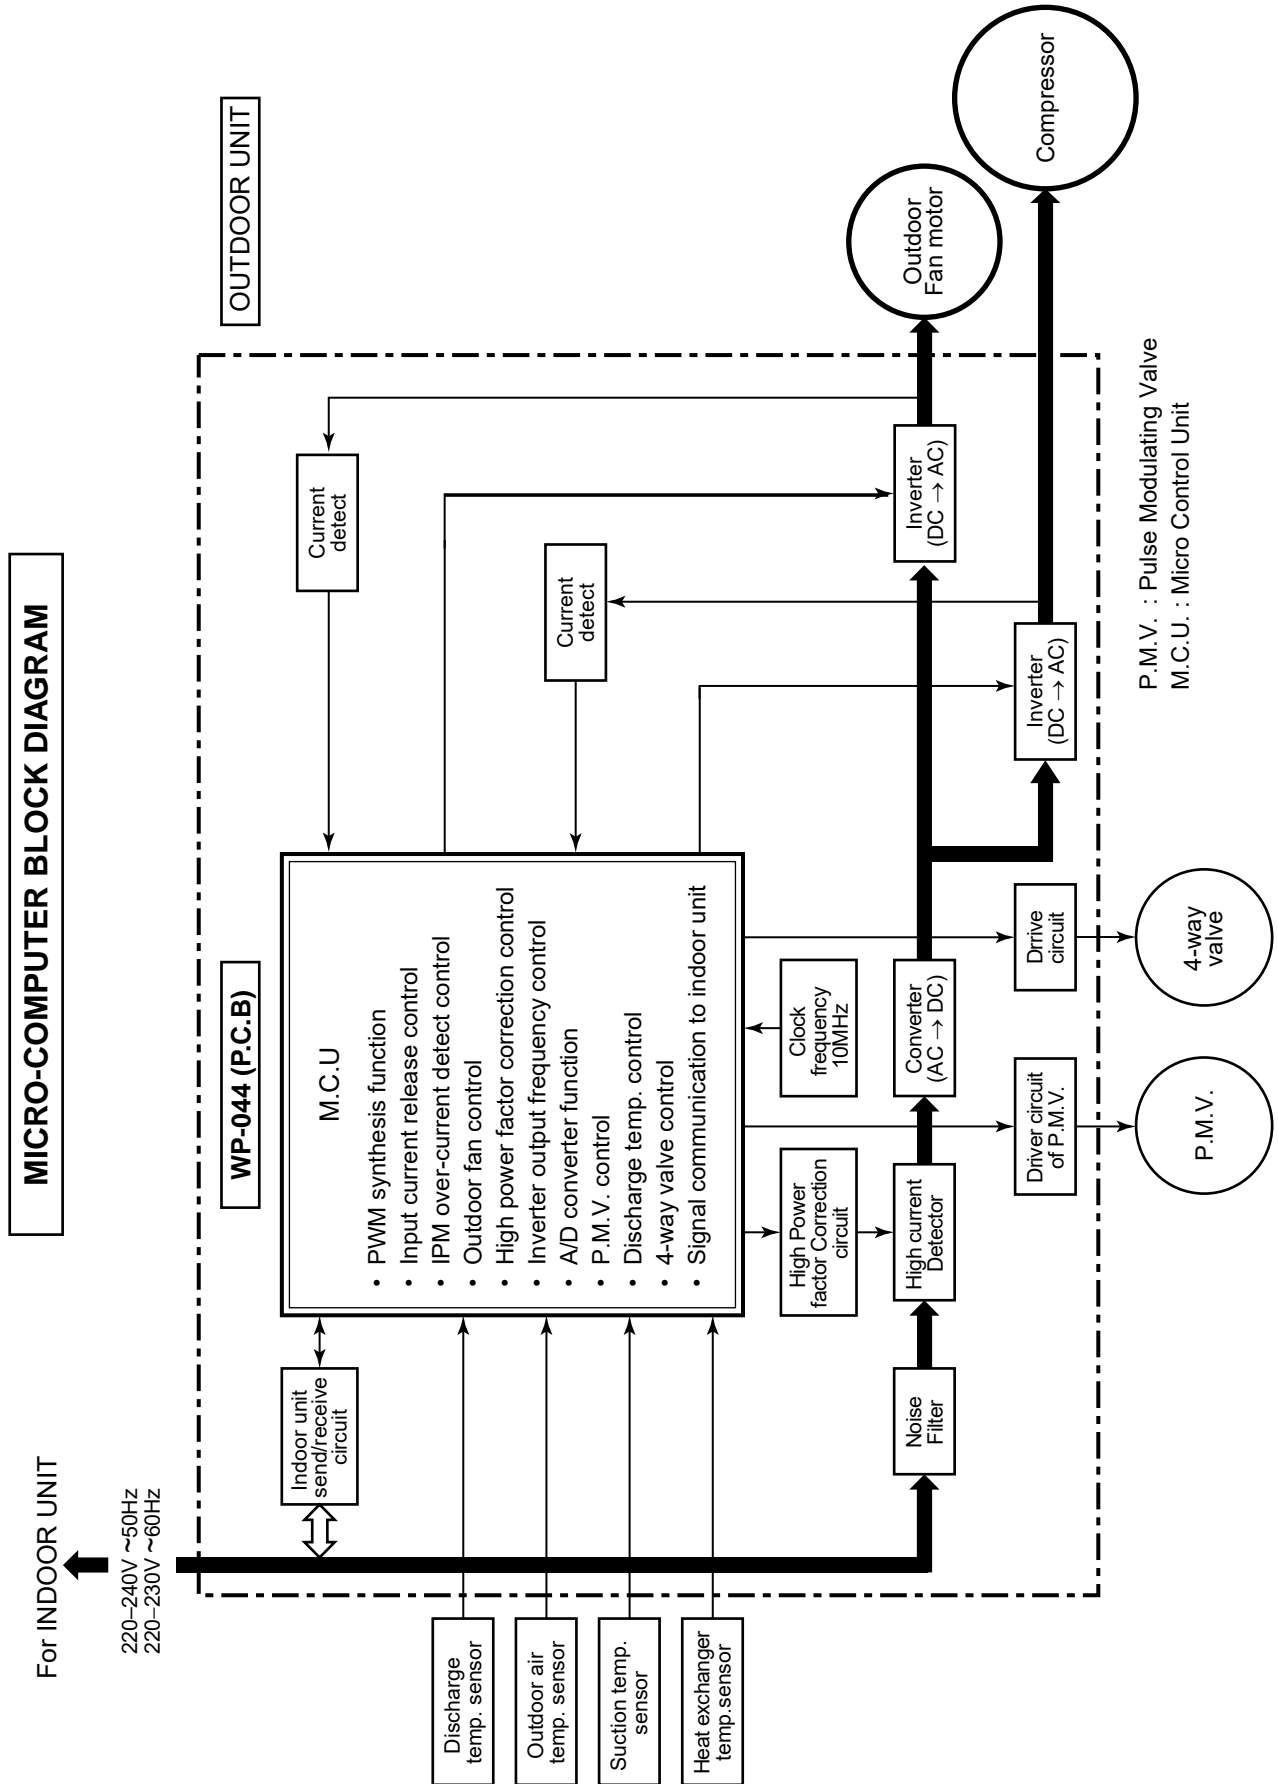 MICRO-COMPUTER BLOCK DIAGRAM
For INDOOR UNIT
220–240V ~50Hz
220–230V ~60Hz
WP-044 (P.C.B)
OUTDOOR UNIT
Indoor unit
send/receive
circuit
M.C.U
• PWM synthesis function
• Input current release control
• IPM over-current detect control
• Outdoor fan control
• High power factor correction control
• Inverter output frequency control
• A/D converter function
• P.M.V. control
• Discharge temp. control
• 4-way valve control
• Signal communication to indoor unit
Current
detect
Current
detect
Discharge
temp. sensor
Outdoor air
temp. sensor
Suction temp.
sensor
Heat exchanger
temp.sensor
High Power
factor Correction
circuit
Clock
frequency
10MHz
Noise
Filter
High current
Detector
Converter
(AC → DC)
Inverter
(DC → AC)
Outdoor
Fan motor
Driver circuit
of P.M.V.
Drrive
circuit
Inverter
(DC → AC)
Compressor
P.M.V.
4-way
valve
P.M.V. : Pulse Modulating Valve
M.C.U. : Micro Control Unit